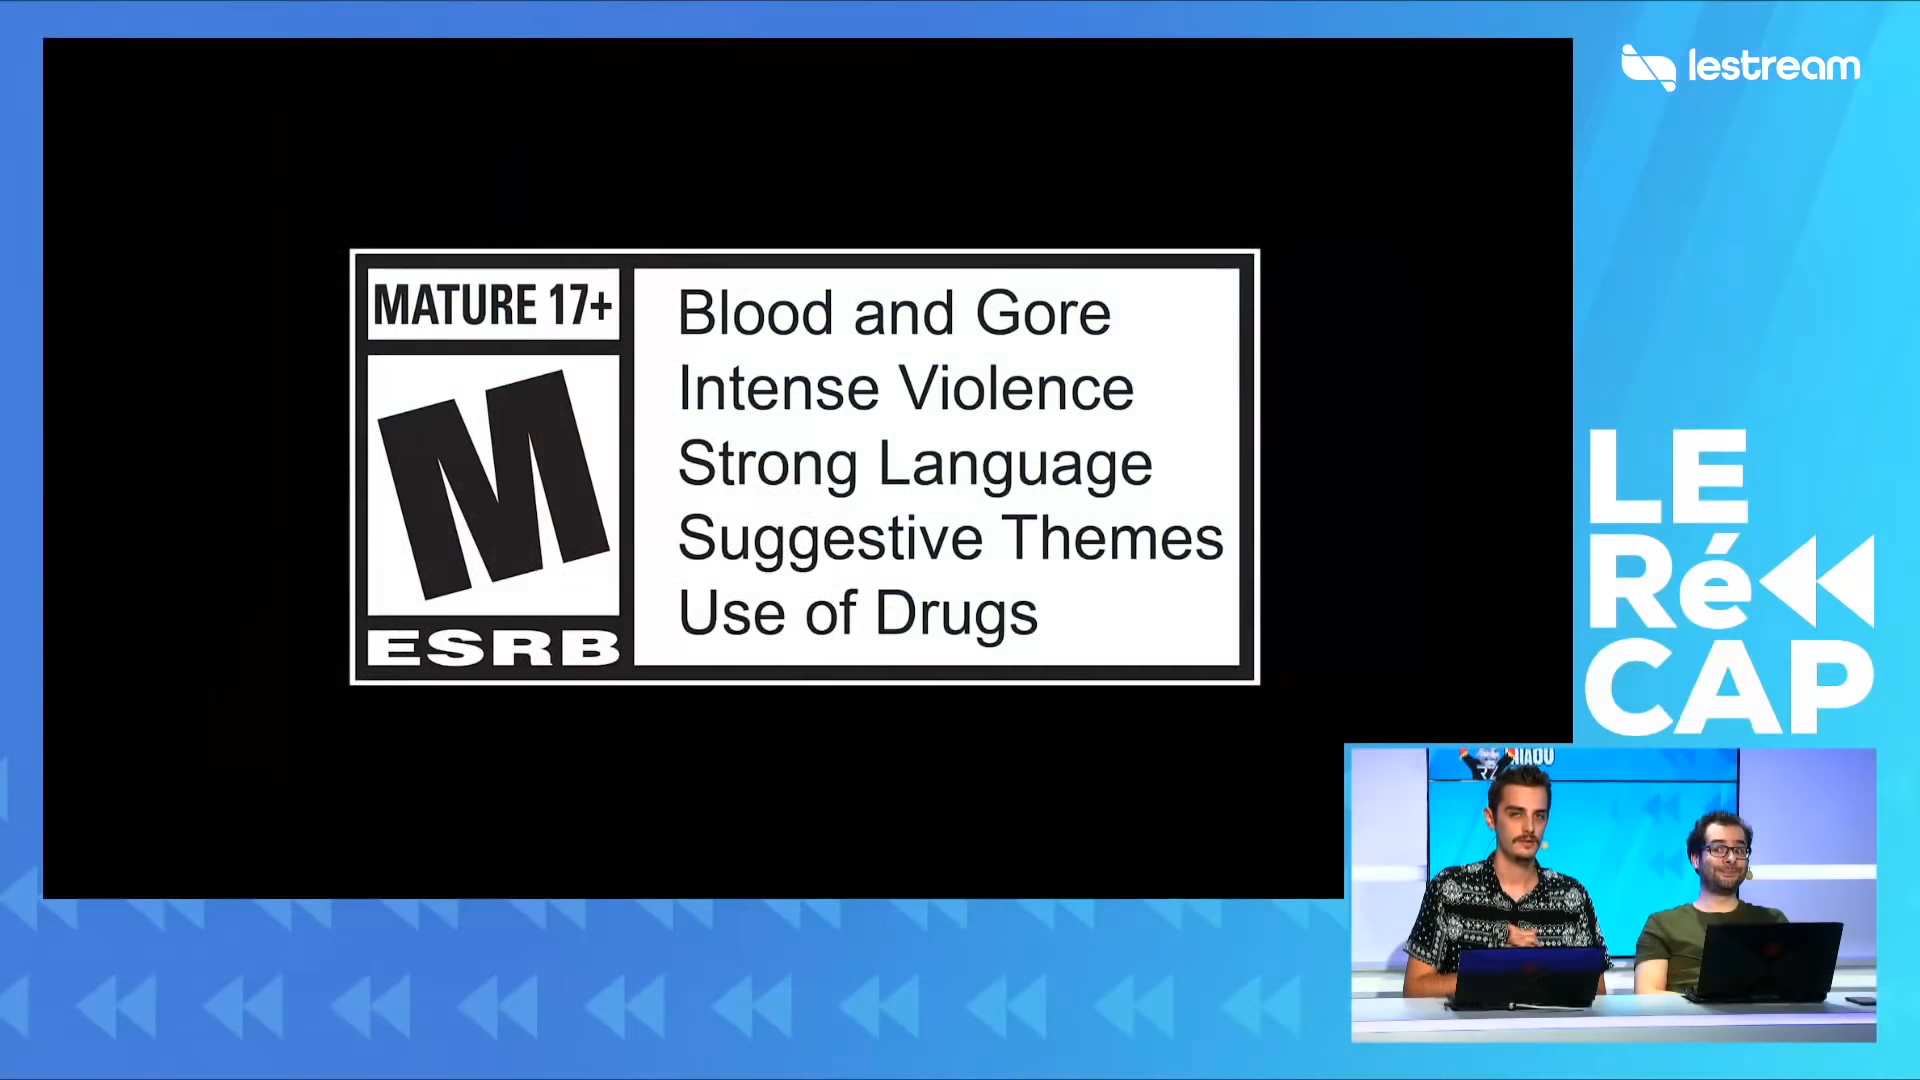 lestream
MATURE 17+
M
ESRB
Blood and Gore
Intense Violence
Strong Language
Suggestive Themes
Use of Drugs
LE
Ré
CAP